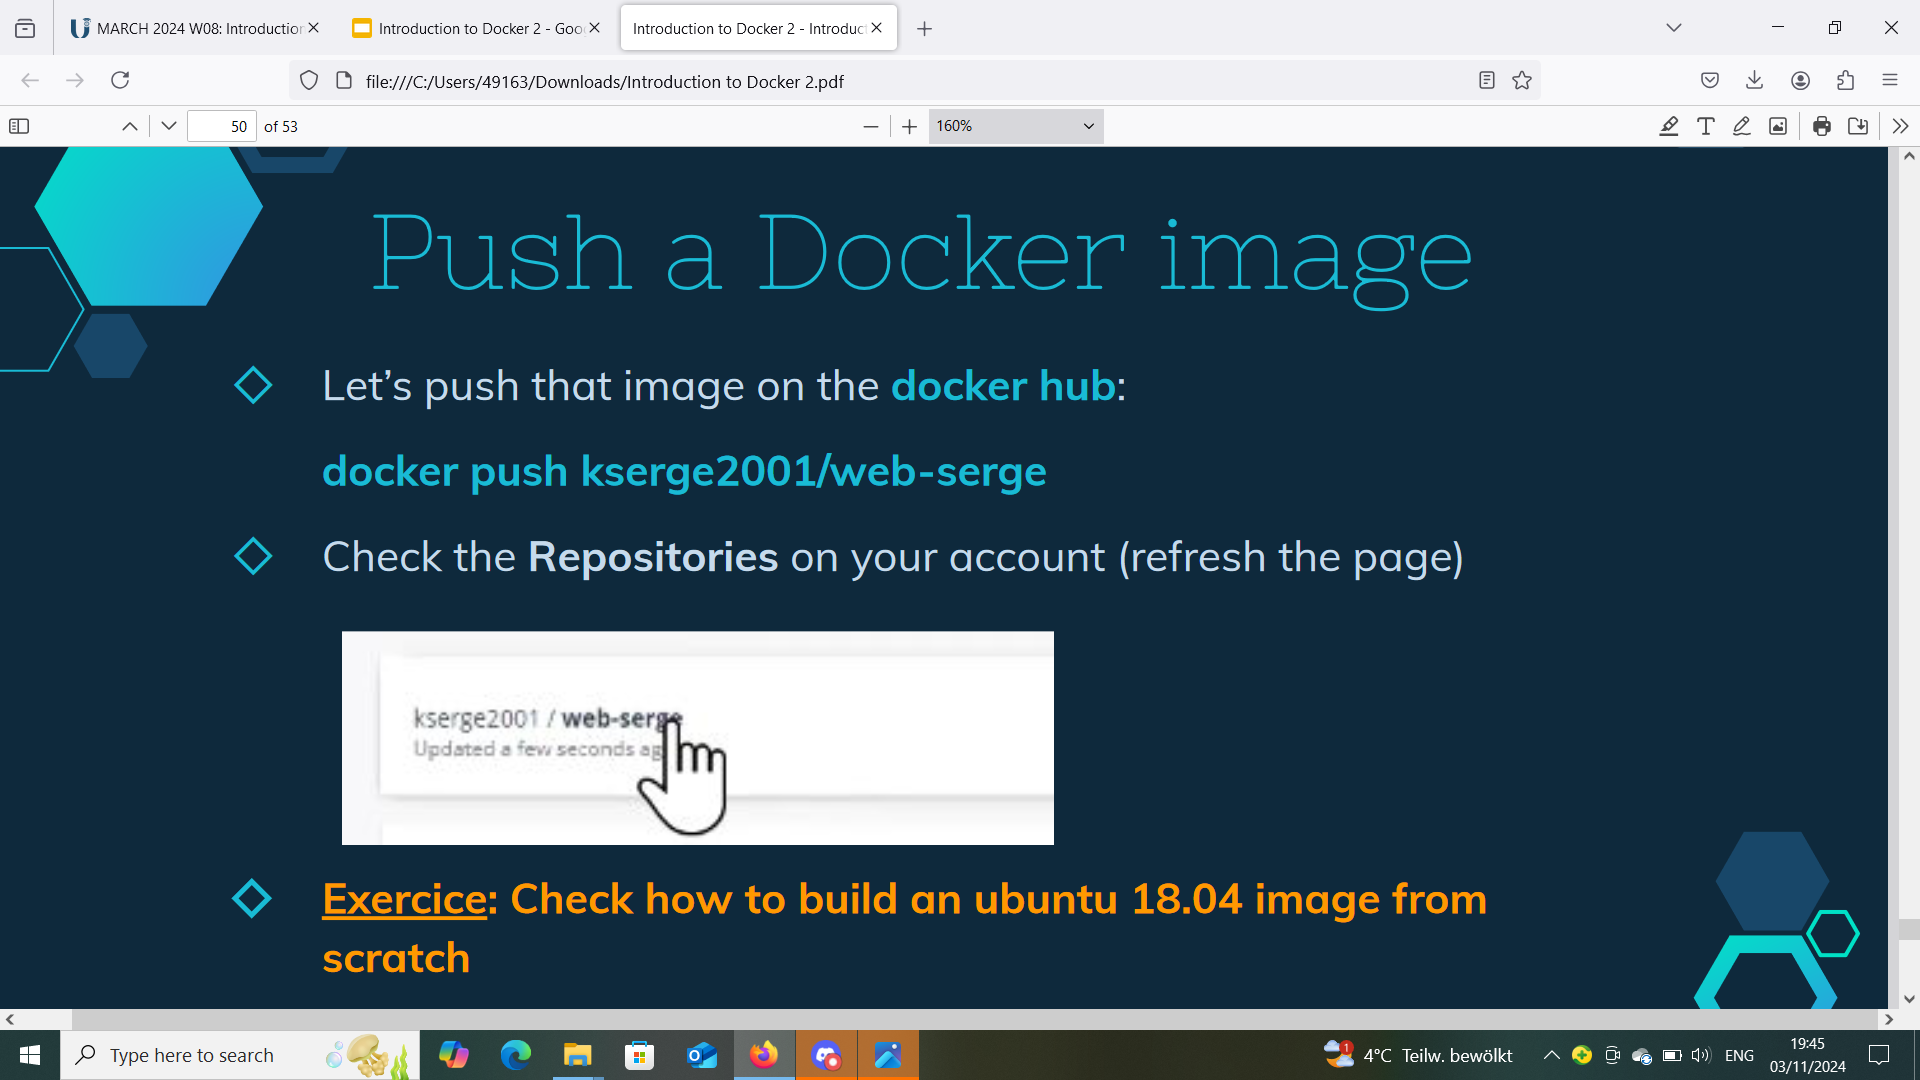 MARCH 2024 W08: Introduction
Introduction to Docker 2 - Goo
Introduction to Docker 2 - Introduc
file:///C:/Users/49163/Downloads/Introduction to Docker 2.pdf
50 of 53
160%
Push a Docker image
Let’s push that image on the docker hub:
docker push kserge2001/web-serge
Check the Repositories on your account (refresh the page)
kserge2001 / web-serge
Updated a few seconds ag
Exercice: Check how to build an ubuntu 18.04 image from
scratch
Type here to search
1
4°C Teilw. bewölkt
ENG
19:45
03/11/2024